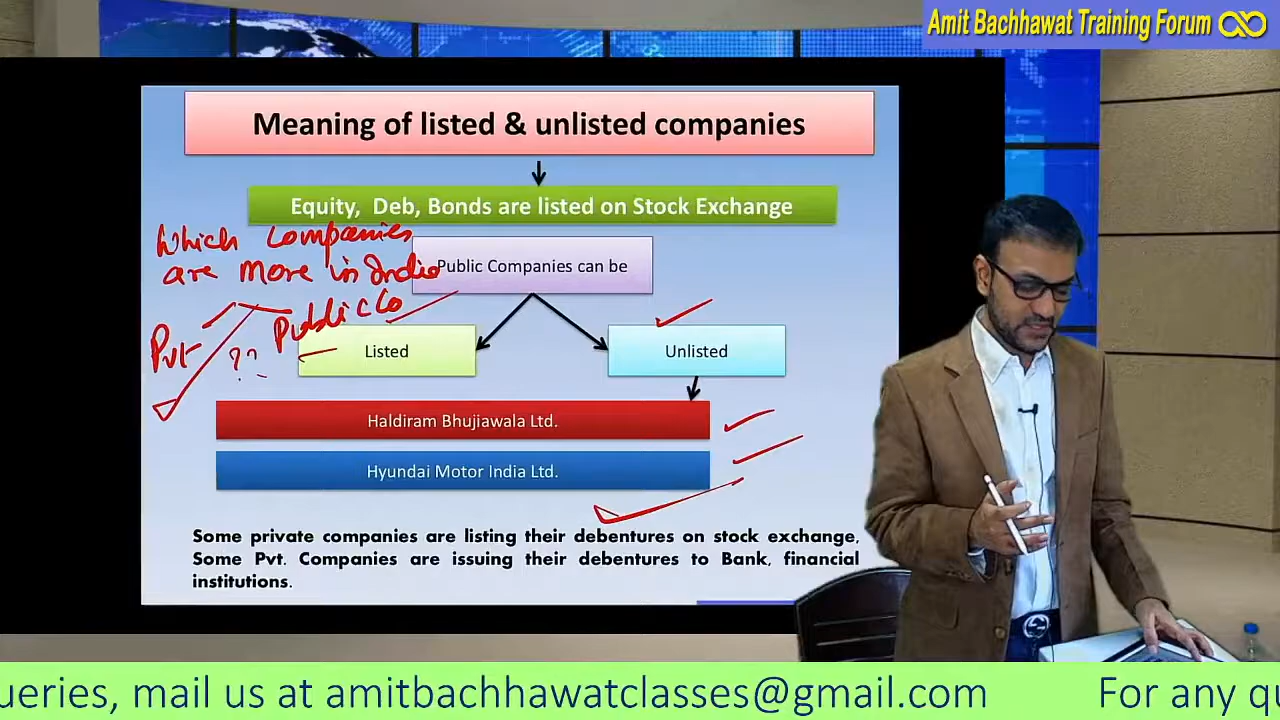 Amit Bachhawat Training Forum
Meaning of listed & unlisted companies
Equity, Deb, Bonds are listed on Stock Exchange
Which Companies
are more in India
Public Companies can be
Pvt
Public Co
??
Listed
Unlisted
Haldiram Bhujiawala Ltd.
Hyundai Motor India Ltd.
Some private companies are listing their debentures on stock exchange,
Some Pvt. Companies are issuing their debentures to Bank, financial
institutions.
ueries, mail us at amitbachhawatclasses@gmail.com
For any qu